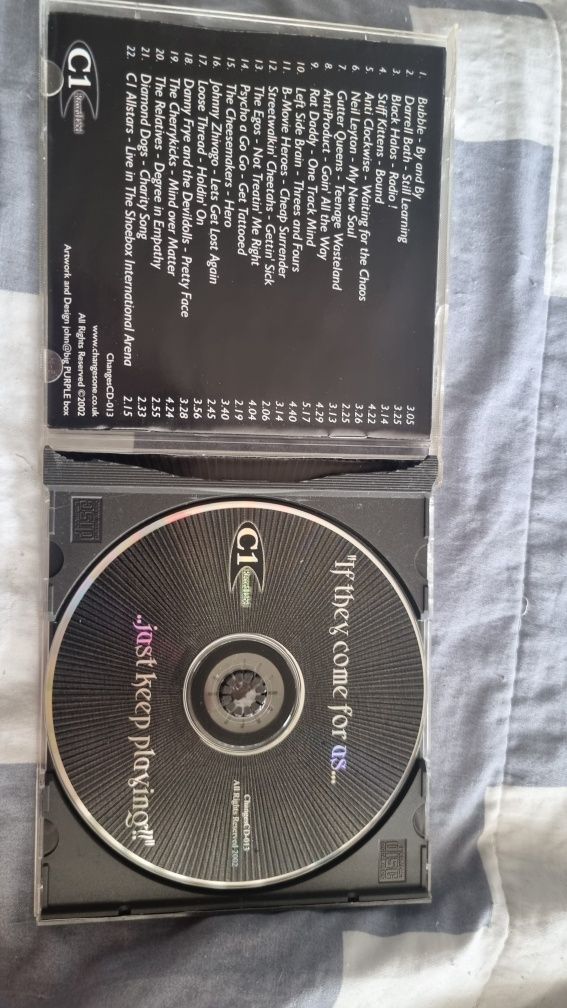 1. Bubble - By and By 3.05
2. Darrell Bath - Still Learning 3.25
3. Black Halos - Radio ! 3.14
4. Stiff Kittens - Bound 4.22
5. Anti Clockwise - Waiting for the Chaos 3.26
6. Neil Leyton - My New Soul 2.25
7. Gutter Queens - Teenage Wasteland 3.13
8. AntiProduct - Goin' All the Way 4.29
9. Rat Daddy - One Track Mind 5.17
10. Left Side Brain - Threes and Fours 4.40
11. B-Movie Heroes - Cheap Surrender 3.14
12. Streetwalkin' Cheetahs - Gettin' Sick 2.06
13. The Egos - Not Treatin' Me Right 4.04
14. Psycho a Go Go - Get Tattooed 2.19
15. The Cheesemakers - Hero 3.40
16. Johnny Zhivago - Lets Get Lost Again 2.45
17. Loose Thread - Holdin' On 3.56
18. Danny Frye and the Devildolls - Pretty Face 3.28
19. The Cherrykicks - Mind over Matter 4.24
20. The Relatives - Degree in Empathy 2.55
21. Diamond Dogs - Charity Song 2.33
22. C1 Allstars - Live in The Shoebox International Arena 2.15
C1
ChangesCD-013
www.changesone.co.uk
All Rights Reserved ©2002
Artwork and Design john@big PURPLE box
"If they come for us...
C1
ChangesCD-013
All Rights Reserved 2002
..just keep playing!!"
disc
disc